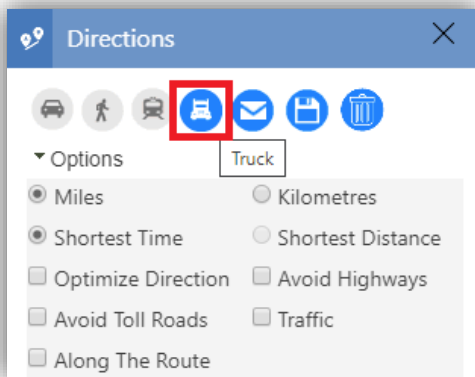 Directions
Options
Truck
Miles
Kilometres
Shortest Time
Shortest Distance
Optimize Direction
Avoid Highways
Avoid Toll Roads
Traffic
Along The Route